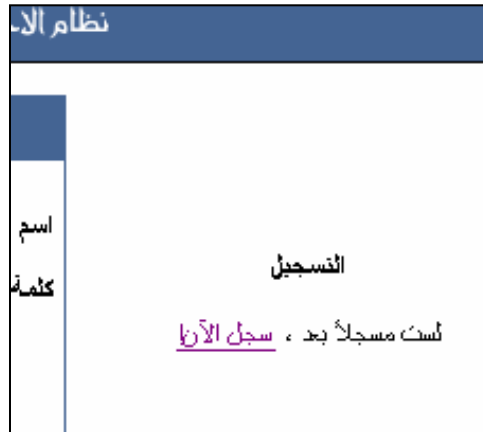 نظام الا
اسم
التسجيل
كلمة
لست مسجلاً بعد ، سجل الآن!